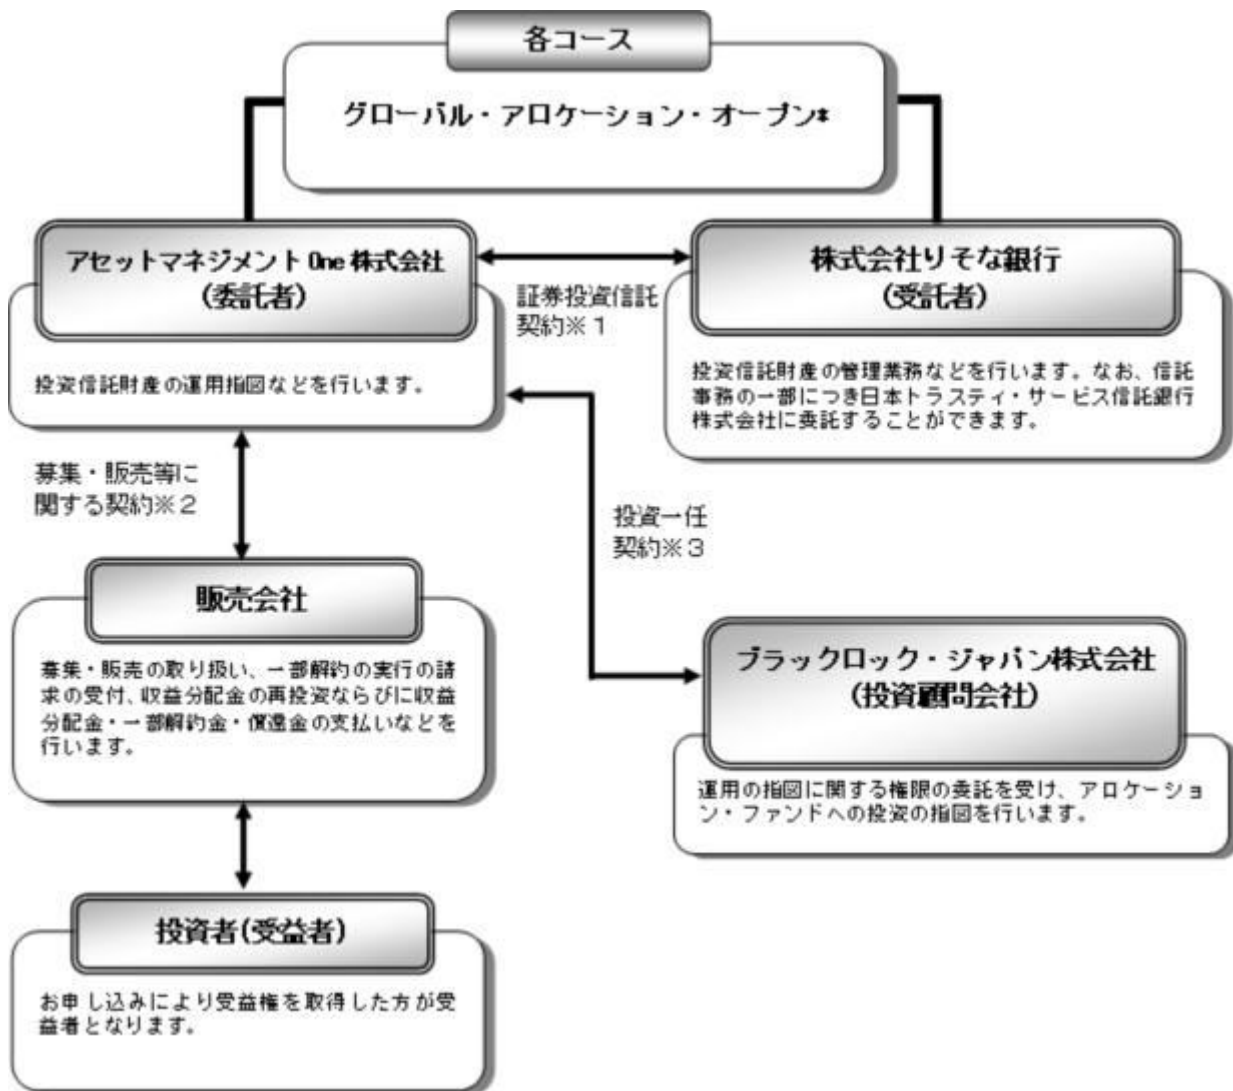 各コース
グローバル・アロケーション・オープン*
アセットマネジメントOne株式会社
(委託者)
投資信託財産の運用指図などを行います。
証券投資信託
契約※1
株式会社りそな銀行
(受託者)
投資信託財産の管理業務などを行います。なお、信託
事務の一部につき日本トラスティ・サービス信託銀行
株式会社に委託することができます。
募集・販売等に
関する契約※2
投資一任
契約※3
販売会社
募集・販売の取り扱い、一部解約の実行の請
求の受付、収益分配金の再投資ならびに収益
分配金・一部解約金・償還金の支払いなどを
行います。
ブラックロック・ジャパン株式会社
(投資顧問会社)
運用の指図に関する権限の委託を受け、アロケーショ
ン・ファンドへの投資の指図を行います。
投資者(受益者)
お申し込みにより受益権を取得した方が受
益者となります。